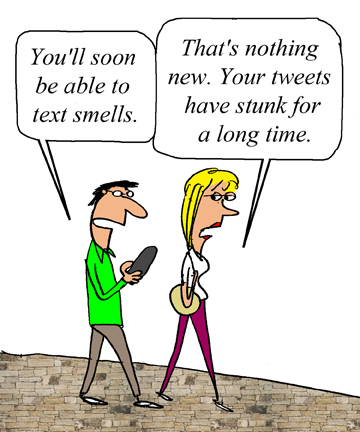 You'll soon
be able to
text smells.
That's nothing
new. Your tweets
have stunk for
a long time.